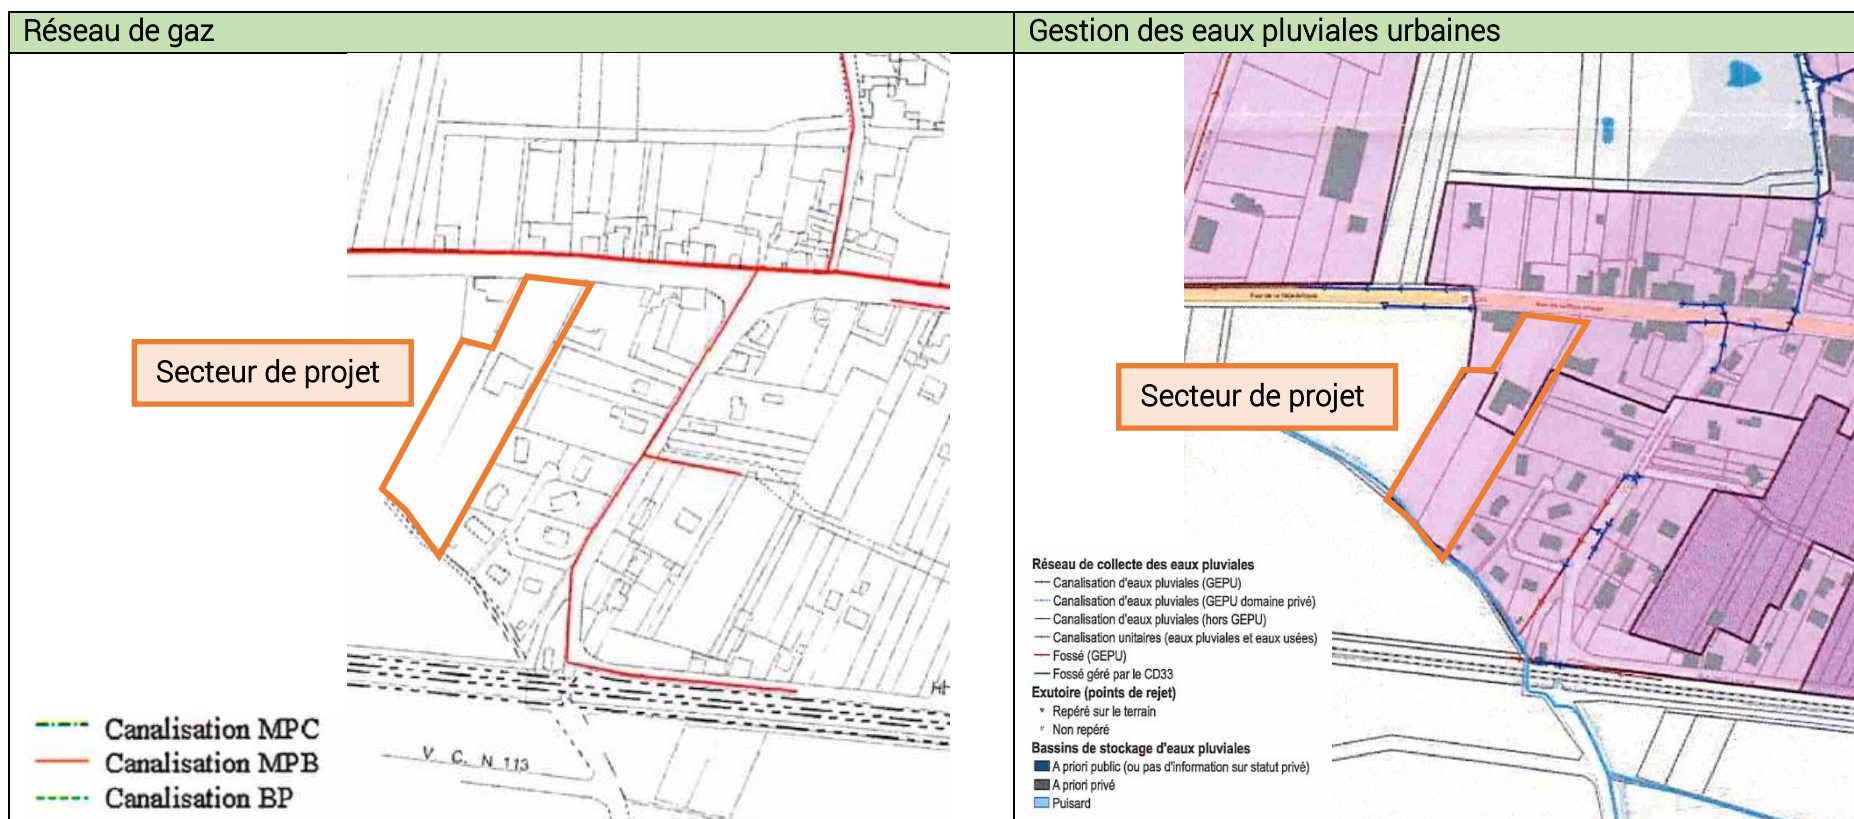 Réseau de gaz
Secteur de projet
V. C. N 113
Canalisation MPC
Canalisation MPB
Canalisation BP
Gestion des eaux pluviales urbaines
Secteur de projet
Réseau de collecte des eaux pluviales
Canalisation d'eaux pluviales (GEPU)
Canalisation d'eaux pluviales (GEPU domaine privé)
Canalisation d'eaux pluviales (hors GEPU)
Canalisation unitaires (eaux pluviales et eaux usées)
Fossé (GEPU)
Fossé géré par le CD33
Exutoire (points de rejet)
Repéré sur le terrain
Non repéré
Bassins de stockage d'eaux pluviales
A priori public (ou pas d'information sur statut privé)
A priori privé
Puisard